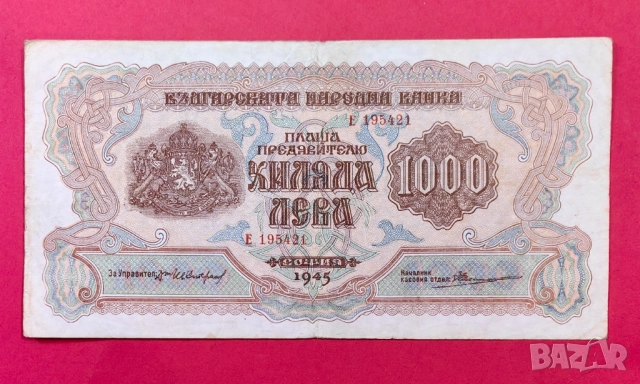 БЪЛГАРСКАТА НАРОДНА БАНКА
Е 195421
ПЛАЩА
ПРЕДЯВИТЕЛЮ
ХИЛЯДА 1000
ЛЕВА
Е 195421
СОФИЯ
1945
За Управител:
Началник
касовия отдел:
BAZAR